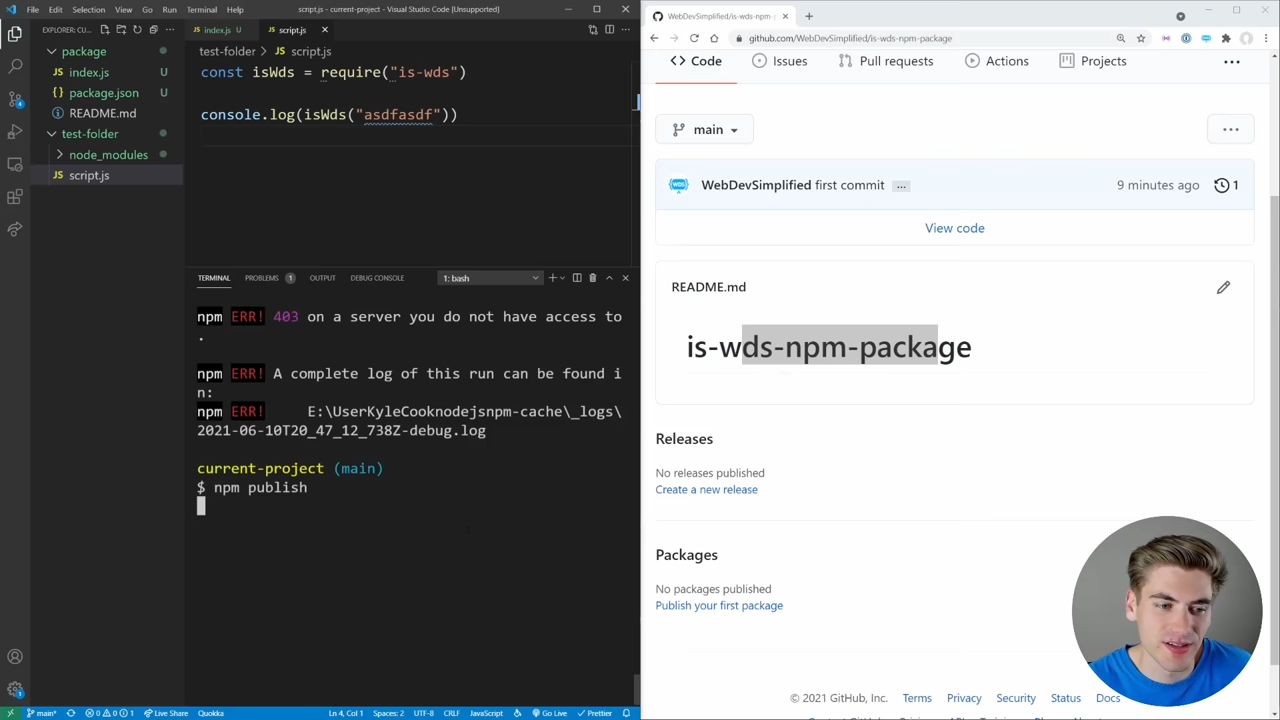 File Edit Selection View Go Run Terminal Help script.js - current-project - Visual Studio Code [Unsupported]
EXPLORER: CU...
package
index.js U
package.json U
README.md
test-folder
node_modules
script.js
index.js U script.js
test-folder > script.js
const isWds = require("is-wds")
console.log(isWds("asdfasdf"))
TERMINAL PROBLEMS 1 OUTPUT DEBUG CONSOLE 1: bash
npm ERR! 403 on a server you do not have access to
.
npm ERR! A complete log of this run can be found i
n:
npm ERR! E:\UserKyleCooknodejsnpm-cache\_logs\
2021-06-10T20_47_12_738Z-debug.log
current-project (main)
$ npm publish
main* 0 0 1 Live Share Quokka Ln 4, Col 1 Spaces: 2 UTF-8 CRLF JavaScript Go Live Prettier
WebDevSimplified/is-wds-npm-p
github.com/WebDevSimplified/is-wds-npm-package
Code Issues Pull requests Actions Projects
main
WDS
WebDevSimplified first commit ... 9 minutes ago 1
View code
README.md
is-wds-npm-package
Releases
No releases published
Create a new release
Packages
No packages published
Publish your first package
© 2021 GitHub, Inc. Terms Privacy Security Status Docs